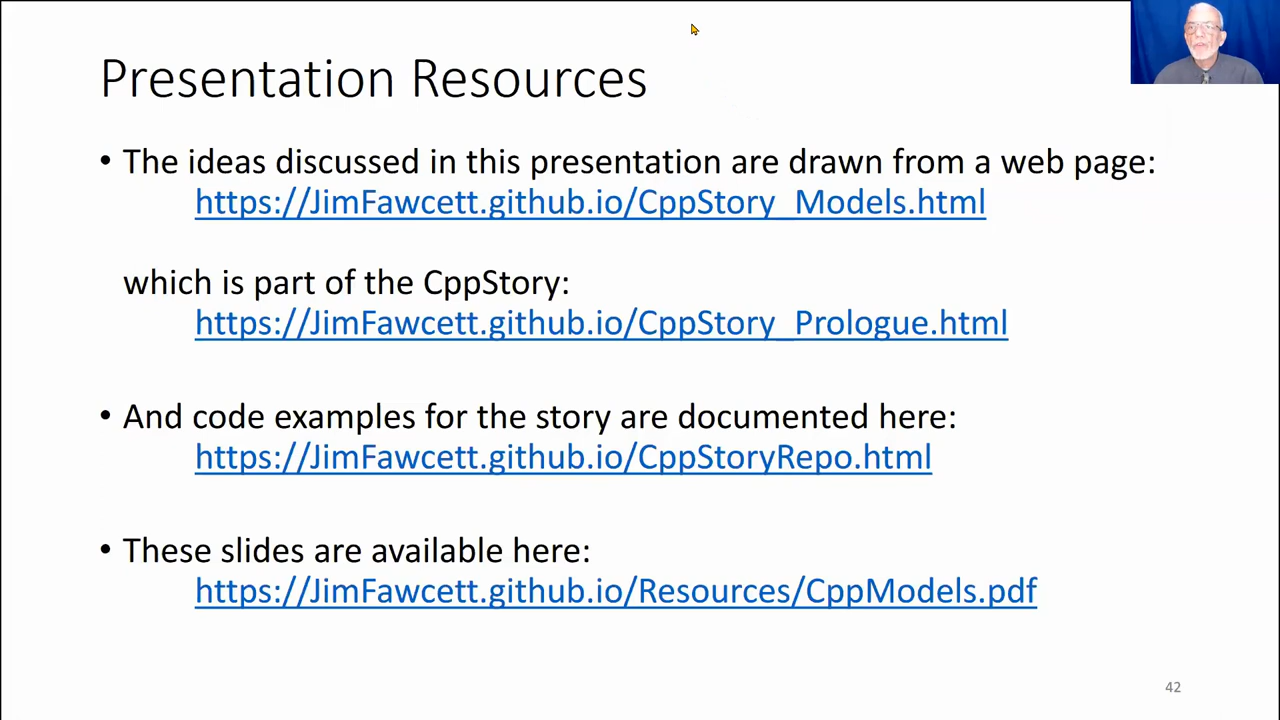 Presentation Resources
• The ideas discussed in this presentation are drawn from a web page:
https://JimFawcett.github.io/CppStory_Models.html
which is part of the CppStory:
https://JimFawcett.github.io/CppStory_Prologue.html
• And code examples for the story are documented here:
https://JimFawcett.github.io/CppStoryRepo.html
• These slides are available here:
https://JimFawcett.github.io/Resources/CppModels.pdf
42